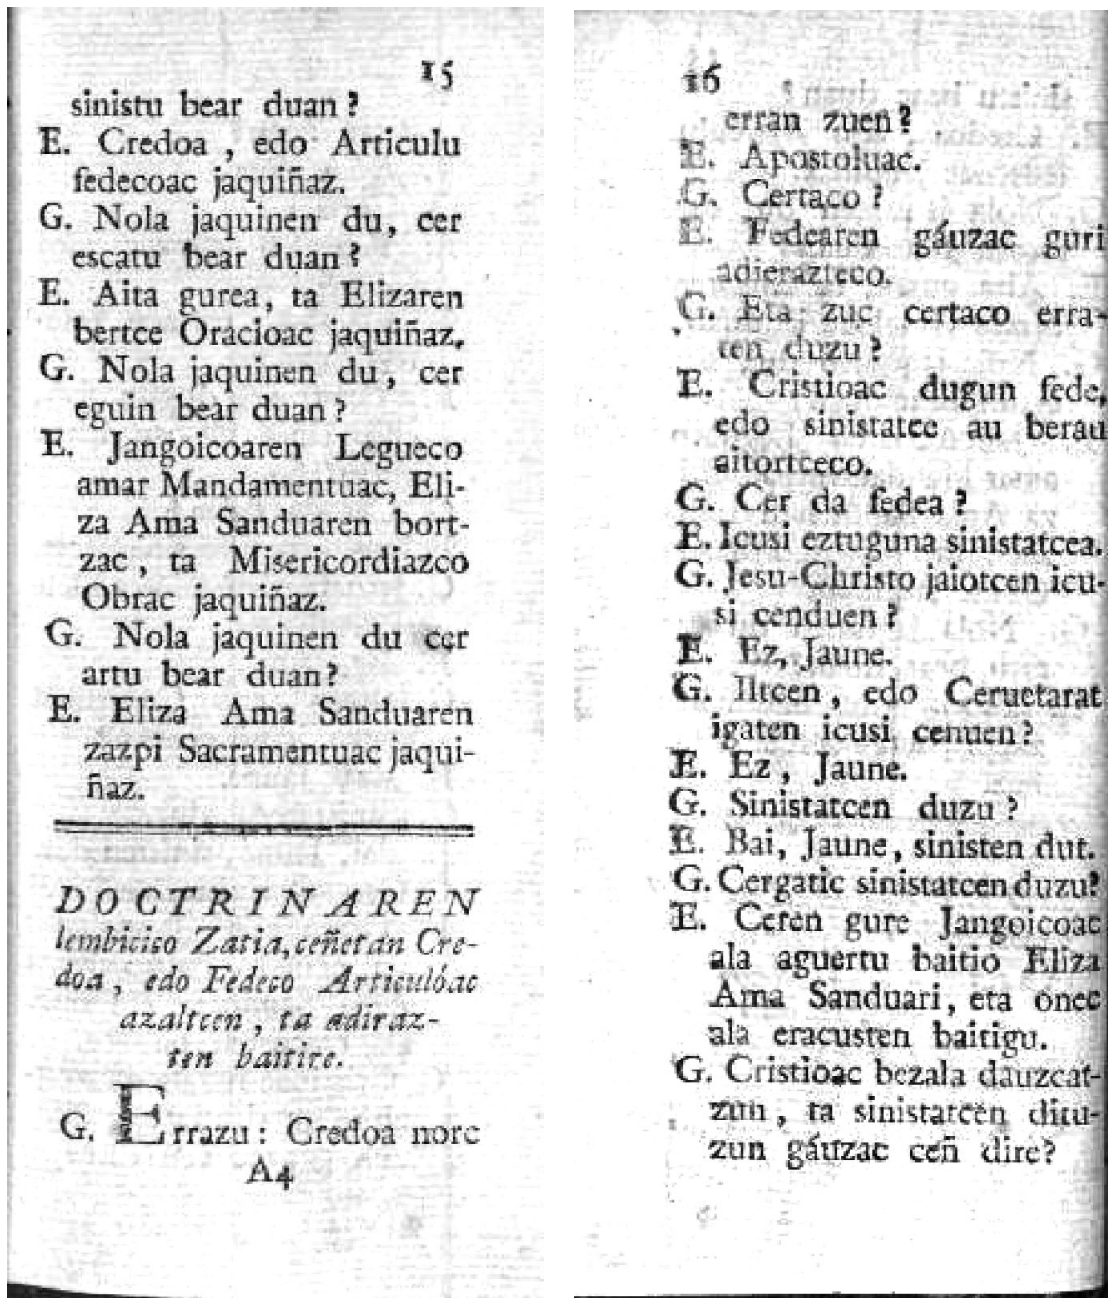 15
sinistu bear duan?
E. Credoa, edo Articulu
fedecoac jaquiñaz.
G. Nola jaquinen du, cer
escatu bear duan?
E. Aita gurea, ta Elizaren
bertce Oracioac jaquiñaz.
G. Nola jaquinen du, cer
eguin bear duan?
E. Jangoicoaren Legueco
amar Mandamentuac, Eli-
za Ama Sanduaren bort-
zac, ta Misericordiazco
Obrac jaquiñaz.
G. Nola jaquinen du cer
artu bear duan?
E. Eliza Ama Sanduaren
zazpi Sacramentuac jaqui-
ñaz.
DOCTRINAREN
lembicico Zatia, ceñetan Cre-
doa, edo Fedeco Articulóac
azaltcen, ta adiraz-
ten baitire.
G. Errazu: Credoa norc
A4
16
erran zuen?
E. Apostoluac.
G. Certaco?
E. Fedearen gáuzac guri
adierazteco.
G. Eta zuc certaco erra-
ten duzu?
E. Cristioac dugun fede,
edo sinistatce au berau
aitortceco.
G. Cer da fedea?
E. Icusi eztuguna sinistatcea.
G. Jesu-Christo jaiotcen icu-
si cenduen?
E. Ez, Jaune.
G. Iltcen, edo Ceruetarat
igaten icusi cenuen?
E. Ez, Jaune.
G. Sinistatcen duzu?
E. Bai, Jaune, sinisten dut.
G. Cergatic sinistatcen duzu?
E. Ceren gure Jangoicoac
ala aguertu baitio Eliza
Ama Sanduari, eta onec
ala eracusten baitigu.
G. Cristioac bezala dauzcat-
zun, ta sinistatcen ditu-
zun gáuzac ceñ dire?